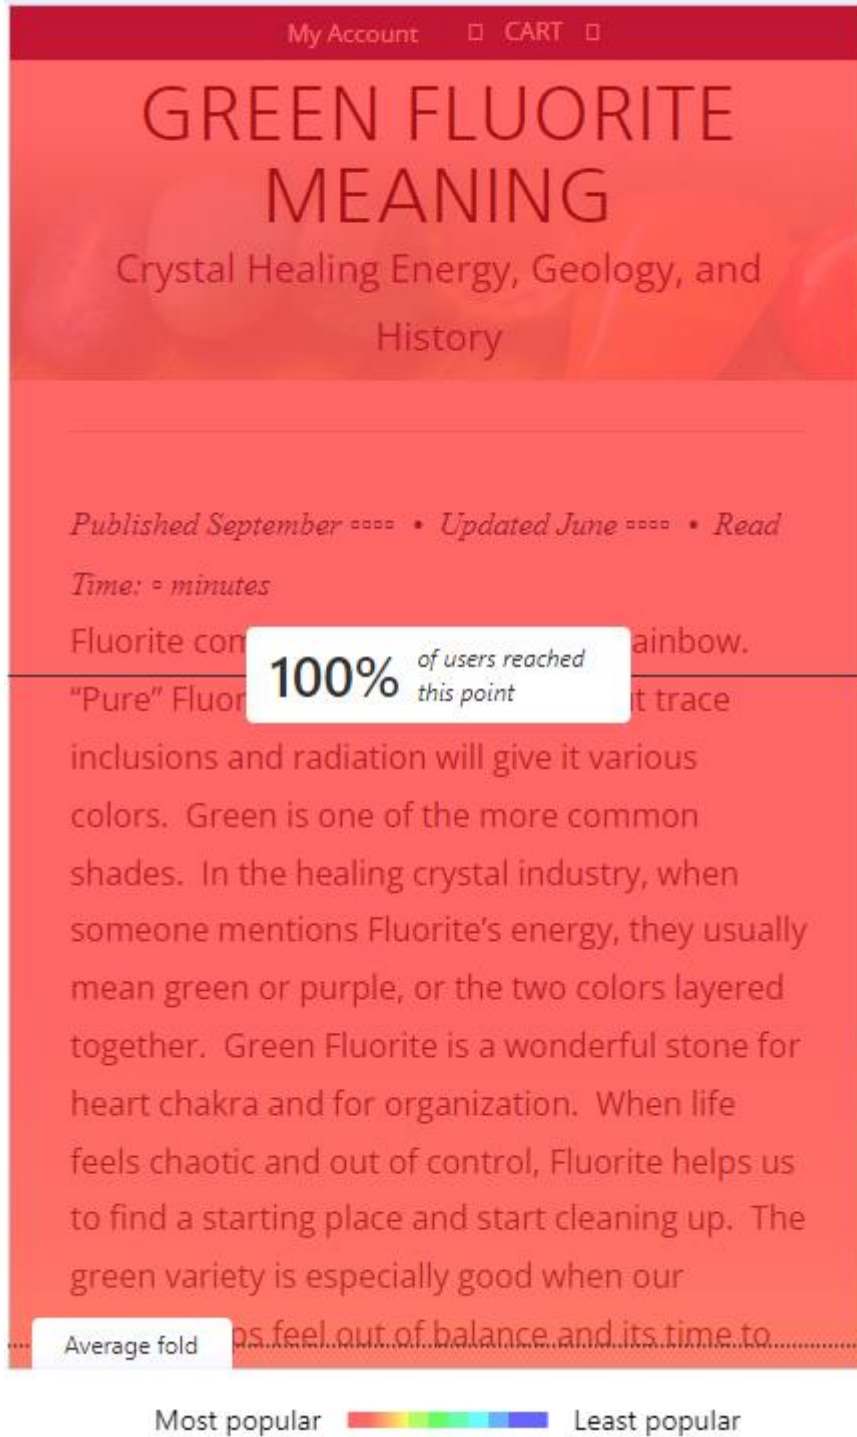 My Account CART
GREEN FLUORITE
MEANING
Crystal Healing Energy, Geology, and
History
Published September • Updated June • Read
Time: minutes
Fluorite ainbow.
100% of users reached
this point
“Pure” trace
inclusions and radiation will give it various
colors. Green is one of the more common
shades. In the healing crystal industry, when
someone mentions Fluorite’s energy, they usually
mean green or purple, or the two colors layered
together. Green Fluorite is a wonderful stone for
heart chakra and for organization. When life
feels chaotic and out of control, Fluorite helps us
to find a starting place and start cleaning up. The
green variety is especially good when our
Average fold ps feel out of balance and its time to
Most popular Least popular